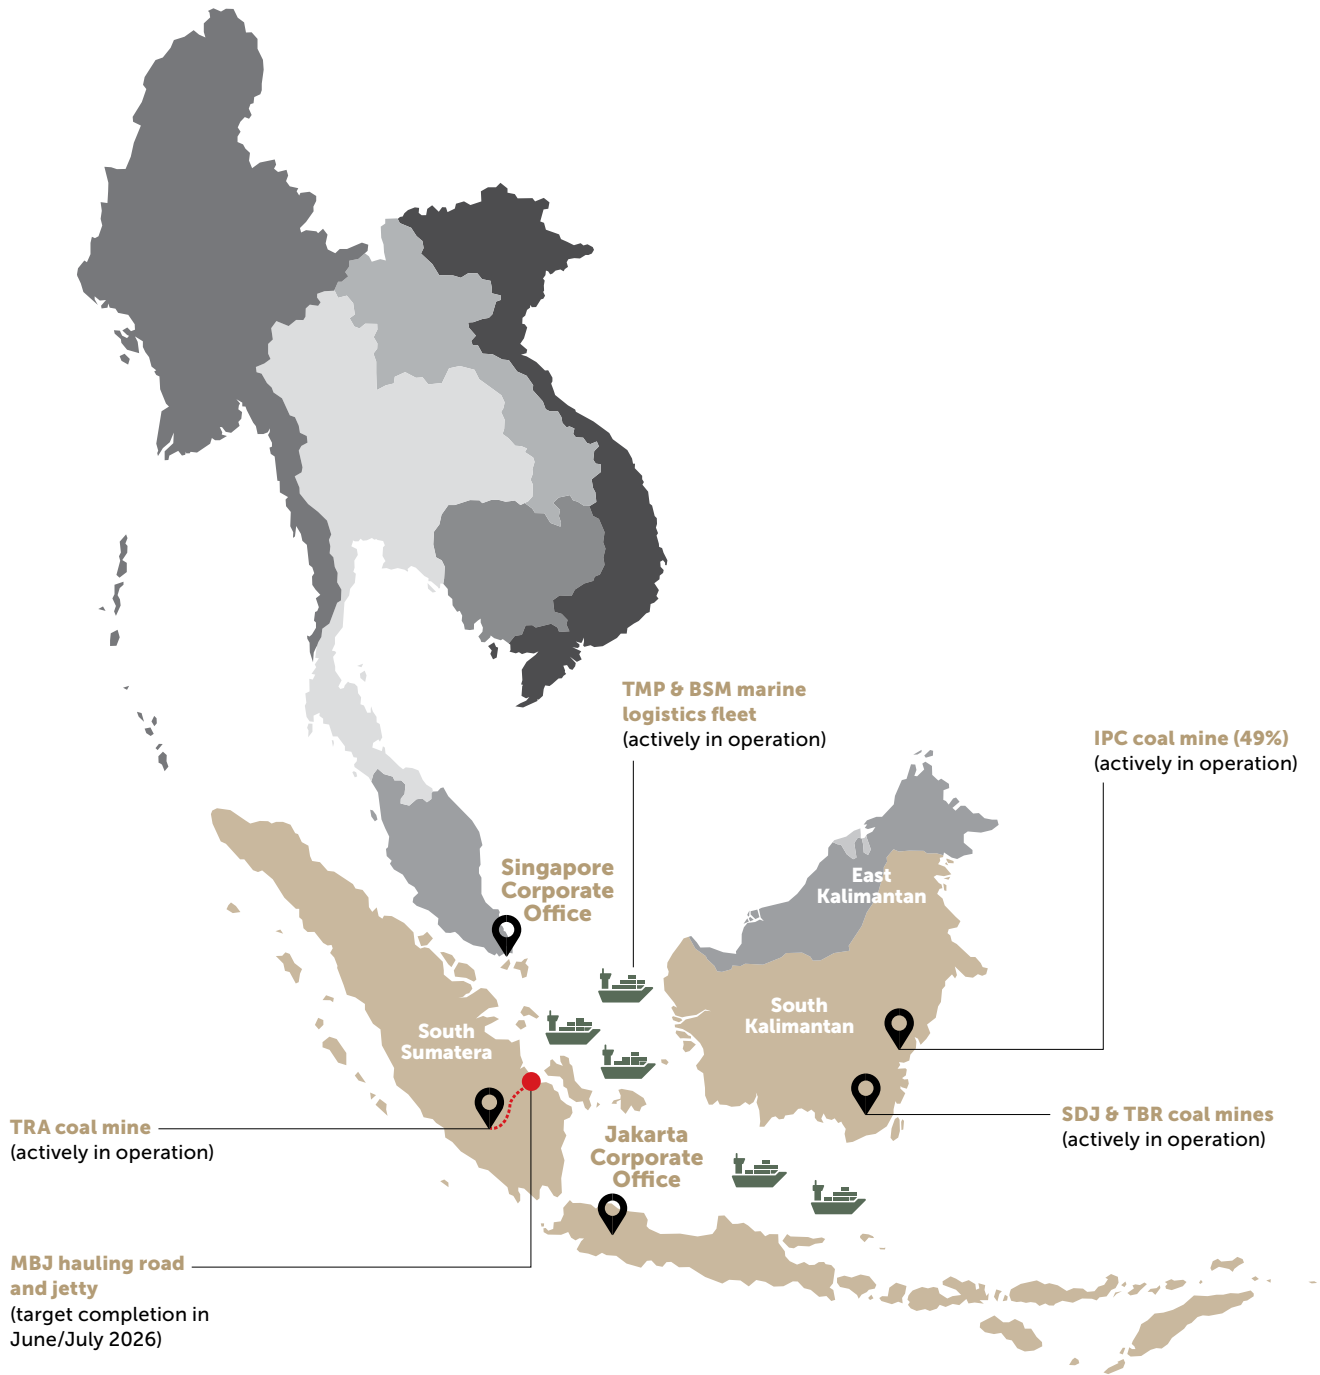 TMP & BSM marine
logistics fleet
(actively in operation)
IPC coal mine (49%)
(actively in operation)
Singapore
Corporate
Office
East
Kalimantan
South
Kalimantan
South
Sumatera
TRA coal mine
(actively in operation)
SDJ & TBR coal mines
(actively in operation)
Jakarta
Corporate
Office
MBJ hauling road
and jetty
(target completion in
June/July 2026)